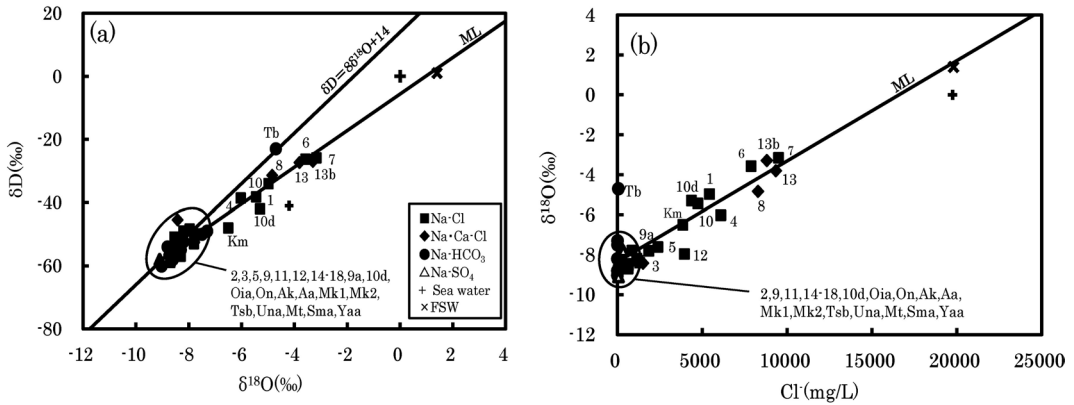 (a)
20
0
-20
-40
-60
-80
-12
-10
-8
-6
-4
-2
0
2
4
δD(‰)
δ¹⁸O(‰)
δD=8δ¹⁸O+14
ML
Tb
6
8
7
13
13b
10
1
4
10d
Km
2,3,5,9,11,12,14-18,9a,10d,
Oia,On,Ak,Aa,Mk1,Mk2,
Tsb,Una,Mt,Sma,Yaa
Na-Cl
Na・Ca-Cl
Na-HCO₃
Na-SO₄
Sea water
FSW
(b)
4
2
0
-2
-4
-6
-8
-10
-12
0
5000
10000
15000
20000
25000
δ¹⁸O(‰)
Cl⁻(mg/L)
ML
13b
7
6
13
Tb
10d
1
8
Km
10
4
9a
5
12
3
2,9,11,14-18,10d,Oia,On,Ak,Aa,
Mk1,Mk2,Tsb,Una,Mt,Sma,Yaa